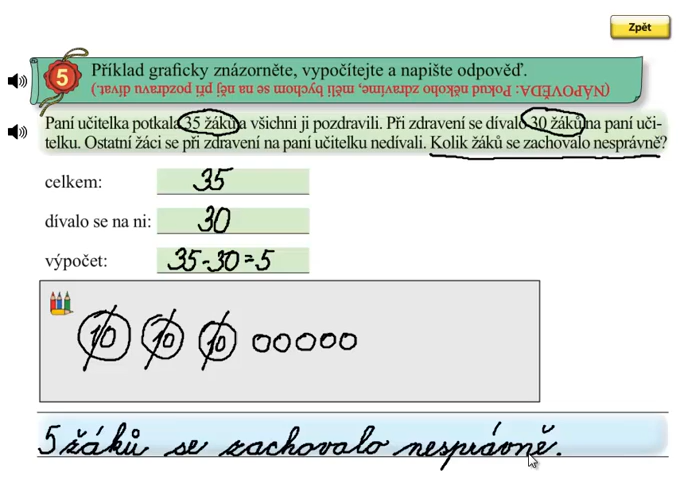 Zpět
5 Příklad graficky znázorněte, vypočítejte a napište odpověď.
(NÁPOVĚDA: Pokud někoho zdravíme, měli bychom se na něj při pozdravu dívat.)
Paní učitelka potkala 35 žáků a všichni ji pozdravili. Při zdravení se dívalo 30 žáků na paní uči-
telku. Ostatní žáci se při zdravení na paní učitelku nedívali. Kolik žáků se zachovalo nesprávně?
celkem: 35
dívalo se na ni: 30
výpočet: 35-30=5
10 10 10
5 žáků se zachovalo nesprávně.